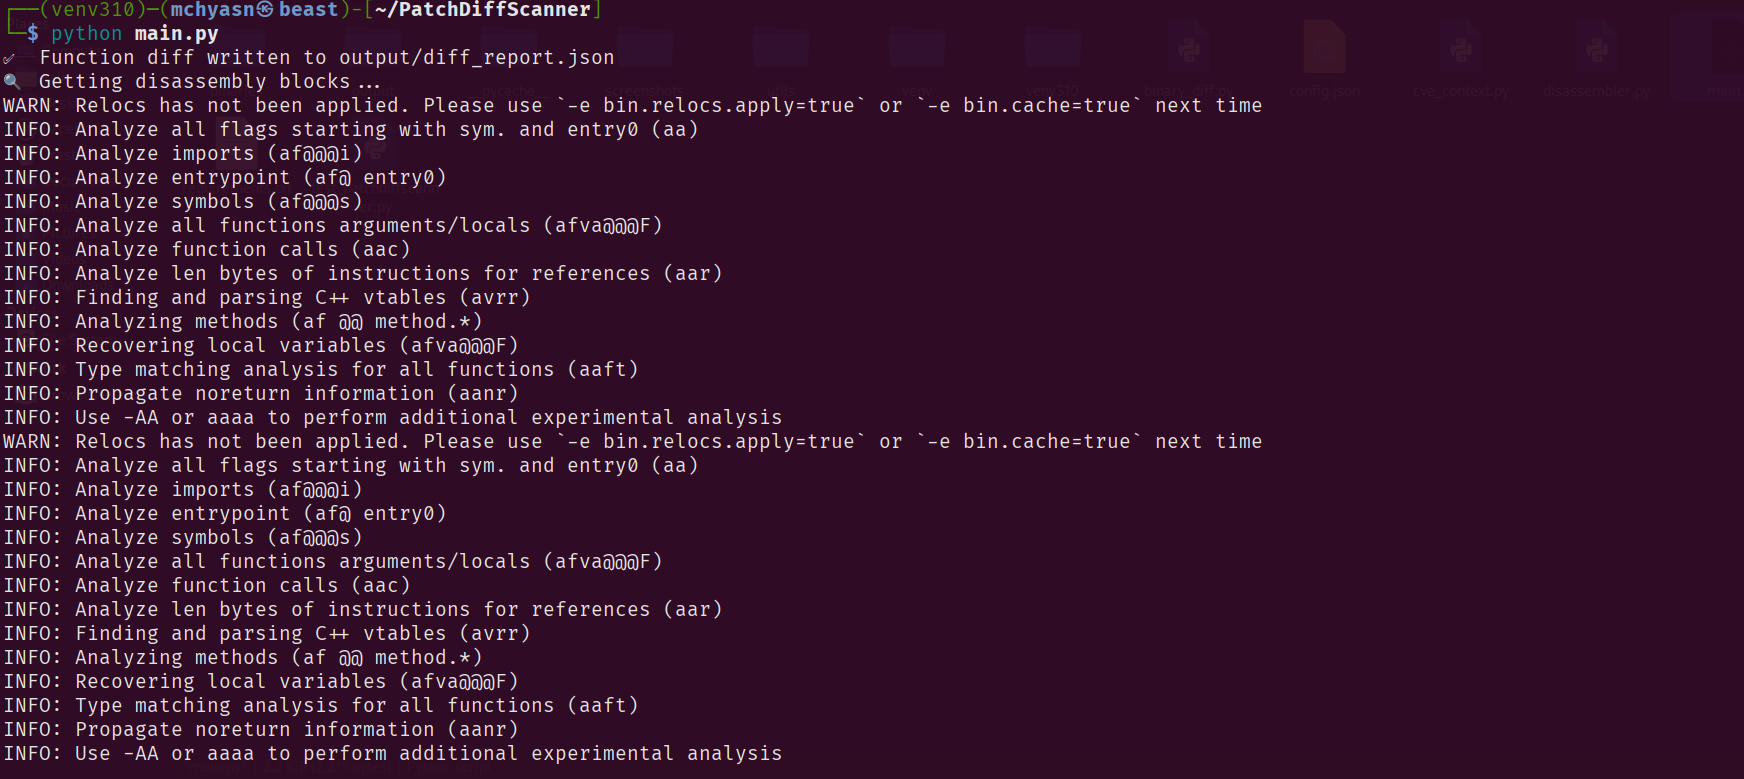 ┌──(venv310)─(mchyasn㉿beast)-[~/PatchDiffScanner]
└─$ python main.py
✅ Function diff written to output/diff_report.json
🔍 Getting disassembly blocks...
WARN: Relocs has not been applied. Please use `-e bin.relocs.apply=true` or `-e bin.cache=true` next time
INFO: Analyze all flags starting with sym. and entry0 (aa)
INFO: Analyze imports (af@@@i)
INFO: Analyze entrypoint (af@ entry0)
INFO: Analyze symbols (af@@@s)
INFO: Analyze all functions arguments/locals (afva@@@F)
INFO: Analyze function calls (aac)
INFO: Analyze len bytes of instructions for references (aar)
INFO: Finding and parsing C++ vtables (avrr)
INFO: Analyzing methods (af @@ method.*)
INFO: Recovering local variables (afva@@@F)
INFO: Type matching analysis for all functions (aaft)
INFO: Propagate noreturn information (aanr)
INFO: Use -AA or aaaa to perform additional experimental analysis
WARN: Relocs has not been applied. Please use `-e bin.relocs.apply=true` or `-e bin.cache=true` next time
INFO: Analyze all flags starting with sym. and entry0 (aa)
INFO: Analyze imports (af@@@i)
INFO: Analyze entrypoint (af@ entry0)
INFO: Analyze symbols (af@@@s)
INFO: Analyze all functions arguments/locals (afva@@@F)
INFO: Analyze function calls (aac)
INFO: Analyze len bytes of instructions for references (aar)
INFO: Finding and parsing C++ vtables (avrr)
INFO: Analyzing methods (af @@ method.*)
INFO: Recovering local variables (afva@@@F)
INFO: Type matching analysis for all functions (aaft)
INFO: Propagate noreturn information (aanr)
INFO: Use -AA or aaaa to perform additional experimental analysis